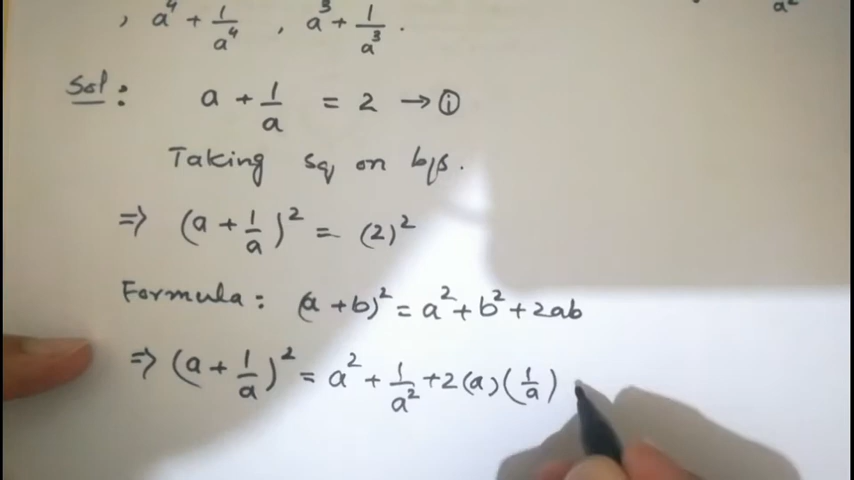 a²
, a⁴ + 1/a⁴ , a³ + 1/a³ .
Sol : a + 1/a = 2 → ⓘ
Taking sq on b/s.
⇒ (a + 1/a)² = (2)²
Formula : (a + b)² = a² + b² + 2ab
⇒ (a + 1/a)² = a² + 1/a² + 2(a)(1/a)